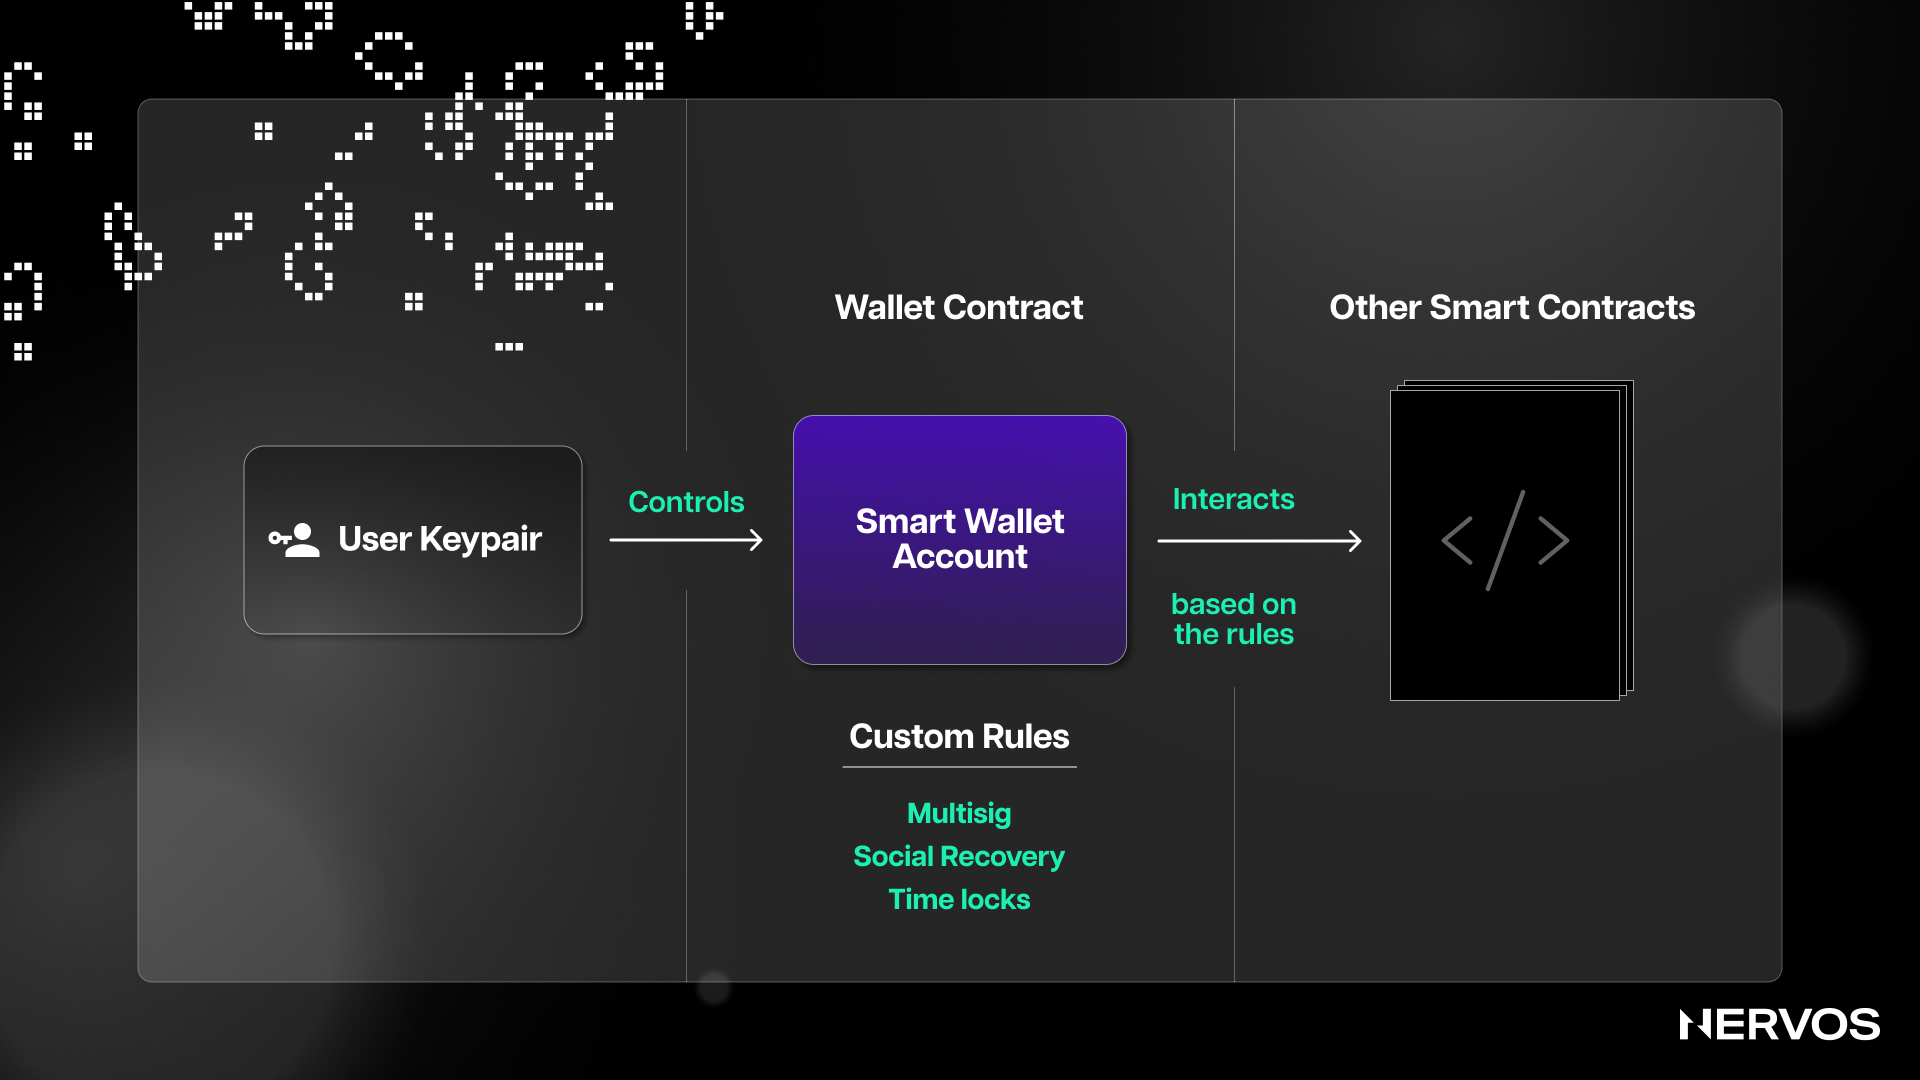 Wallet Contract
Other Smart Contracts
User Keypair
Controls
Smart Wallet
Account
Interacts
</>
based on
the rules
Custom Rules
Multisig
Social Recovery
Time locks
NERVOS